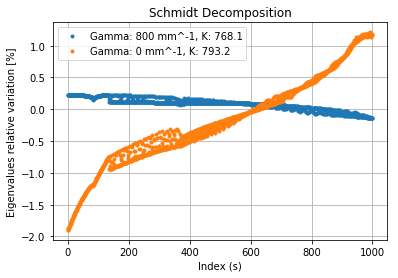 Schmidt Decomposition
Gamma: 800 mm^-1, K: 768.1
Gamma: 0 mm^-1, K: 793.2
Eigenvalues relative variation [%]
1.0
0.5
0.0
−0.5
−1.0
−1.5
−2.0
0 200 400 600 800 1000
Index (s)